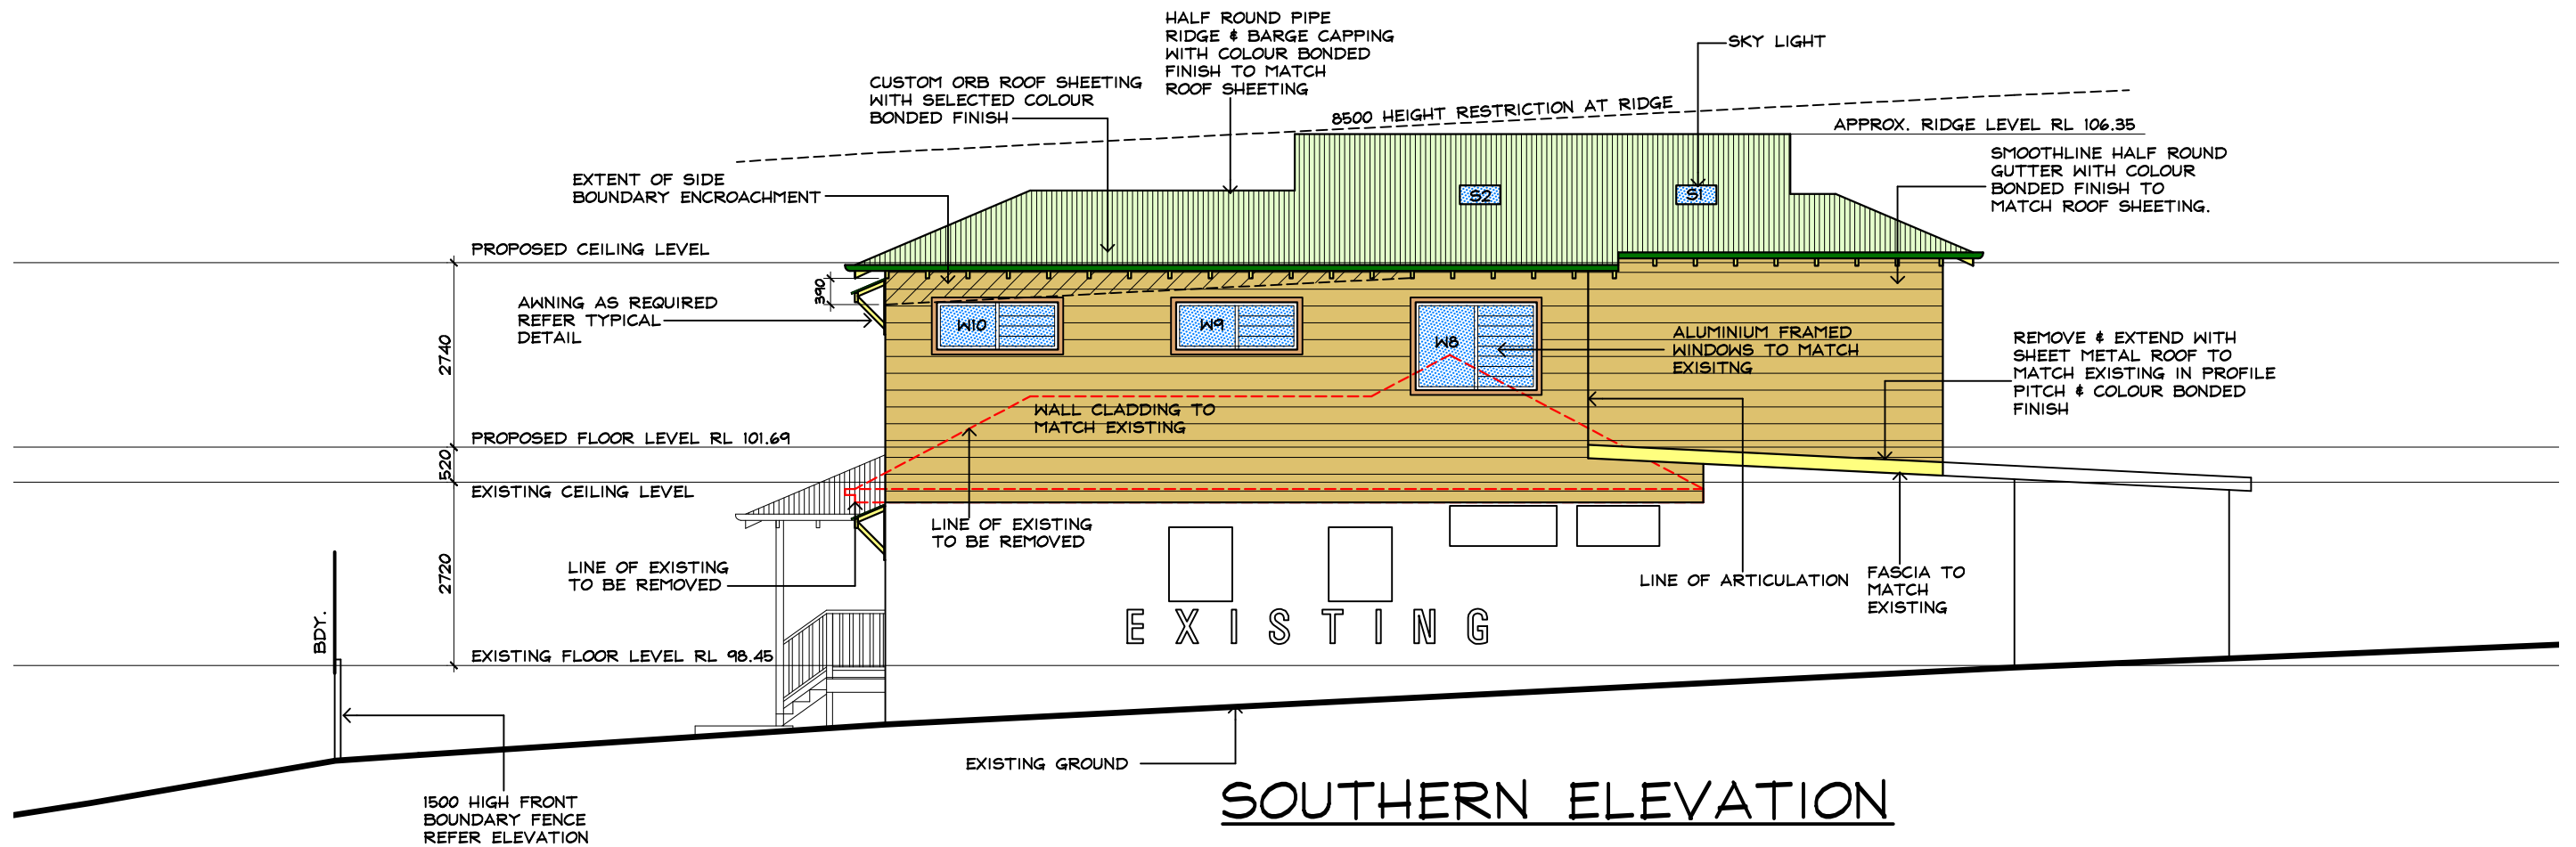 HALF ROUND PIPE
RIDGE & BARGE CAPPING
WITH COLOUR BONDED
FINISH TO MATCH
ROOF SHEETING
SKY LIGHT
CUSTOM ORB ROOF SHEETING
WITH SELECTED COLOUR
BONDED FINISH
8500 HEIGHT RESTRICTION AT RIDGE
APPROX. RIDGE LEVEL RL 106.35
SMOOTHLINE HALF ROUND
GUTTER WITH COLOUR
BONDED FINISH TO
MATCH ROOF SHEETING.
EXTENT OF SIDE
BOUNDARY ENCROACHMENT
S2
S1
PROPOSED CEILING LEVEL
390
AWNING AS REQUIRED
REFER TYPICAL
DETAIL
W10
W9
W8
ALUMINIUM FRAMED
WINDOWS TO MATCH
EXISITNG
REMOVE & EXTEND WITH
SHEET METAL ROOF TO
MATCH EXISTING IN PROFILE
PITCH & COLOUR BONDED
FINISH
2740
WALL CLADDING TO
MATCH EXISTING
PROPOSED FLOOR LEVEL RL 101.69
520
EXISTING CEILING LEVEL
LINE OF EXISTING
TO BE REMOVED
LINE OF EXISTING
TO BE REMOVED
2720
LINE OF ARTICULATION
FASCIA TO
MATCH
EXISTING
EXISTING
BDY.
EXISTING FLOOR LEVEL RL 98.45
EXISTING GROUND
1500 HIGH FRONT
BOUNDARY FENCE
REFER ELEVATION
SOUTHERN ELEVATION